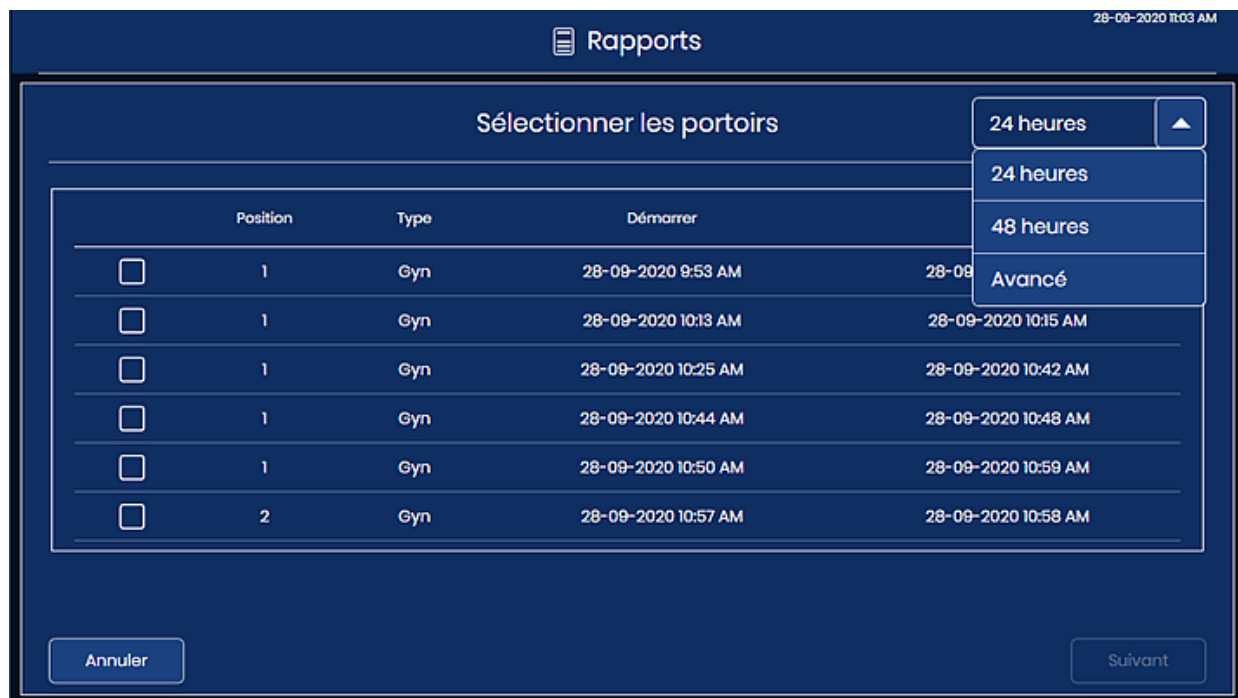 28-09-2020 11:03 AM
Rapports
Sélectionner les portoirs
24 heures
24 heures
48 heures
Avancé
Position Type Démarrer
1 Gyn 28-09-2020 9:53 AM 28-09
1 Gyn 28-09-2020 10:13 AM 28-09-2020 10:15 AM
1 Gyn 28-09-2020 10:25 AM 28-09-2020 10:42 AM
1 Gyn 28-09-2020 10:44 AM 28-09-2020 10:48 AM
1 Gyn 28-09-2020 10:50 AM 28-09-2020 10:59 AM
2 Gyn 28-09-2020 10:57 AM 28-09-2020 10:58 AM
Annuler Suivant